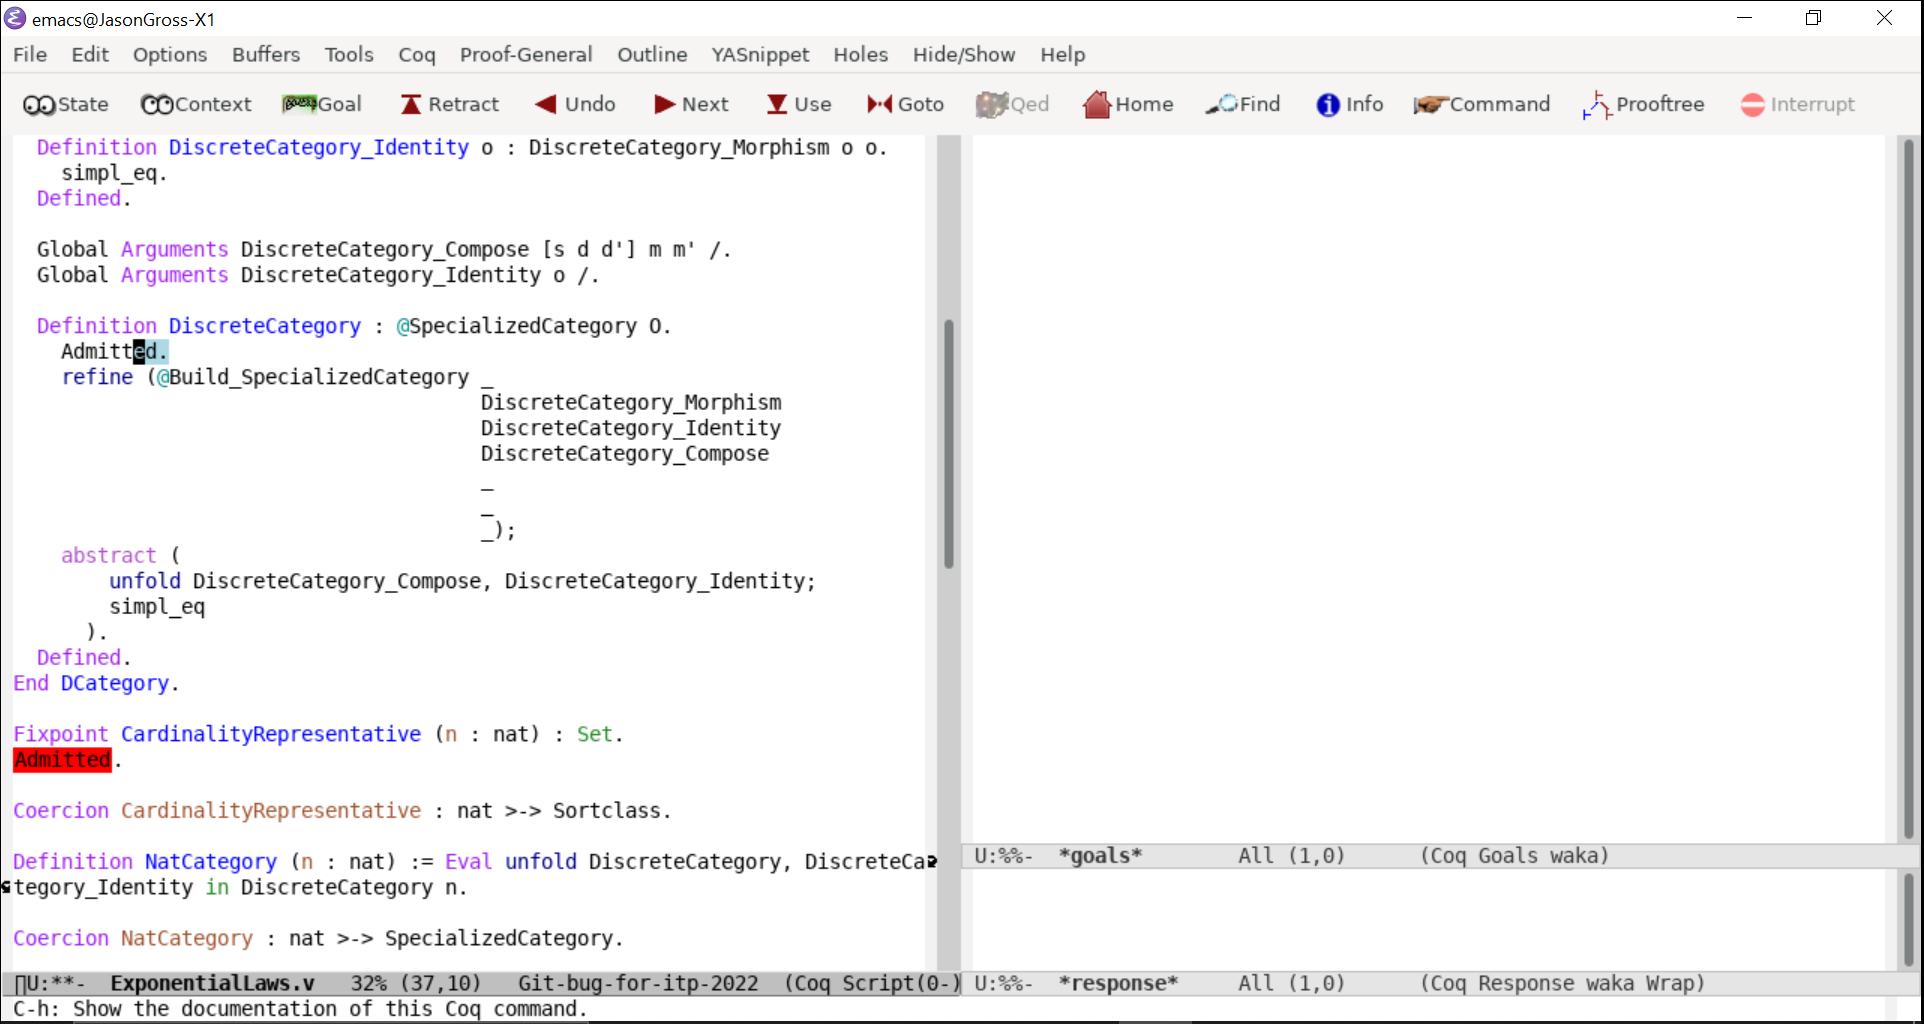 emacs@JasonGross-X1
File Edit Options Buffers Tools Coq Proof-General Outline YASnippet Holes Hide/Show Help
State Context Goal Retract Undo Next Use Goto Qed Home Find Info Command Prooftree Interrupt
Definition DiscreteCategory_Identity o : DiscreteCategory_Morphism o o.
simpl_eq.
Defined.
Global Arguments DiscreteCategory_Compose [s d d'] m m' /.
Global Arguments DiscreteCategory_Identity o /.
Definition DiscreteCategory : @SpecializedCategory O.
Admitted.
refine (@Build_SpecializedCategory _
DiscreteCategory_Morphism
DiscreteCategory_Identity
DiscreteCategory_Compose
_
_
_);
abstract (
unfold DiscreteCategory_Compose, DiscreteCategory_Identity;
simpl_eq
).
Defined.
End DCategory.
Fixpoint CardinalityRepresentative (n : nat) : Set.
Admitted.
Coercion CardinalityRepresentative : nat >-> Sortclass.
Definition NatCategory (n : nat) := Eval unfold DiscreteCategory, DiscreteCa
tegory_Identity in DiscreteCategory n.
Coercion NatCategory : nat >-> SpecializedCategory.
U:**- ExponentialLaws.v 32% (37,10) Git-bug-for-itp-2022 (Coq Script(0-)
C-h: Show the documentation of this Coq command.
U:%%- *goals* All (1,0) (Coq Goals waka)
U:%%- *response* All (1,0) (Coq Response waka Wrap)